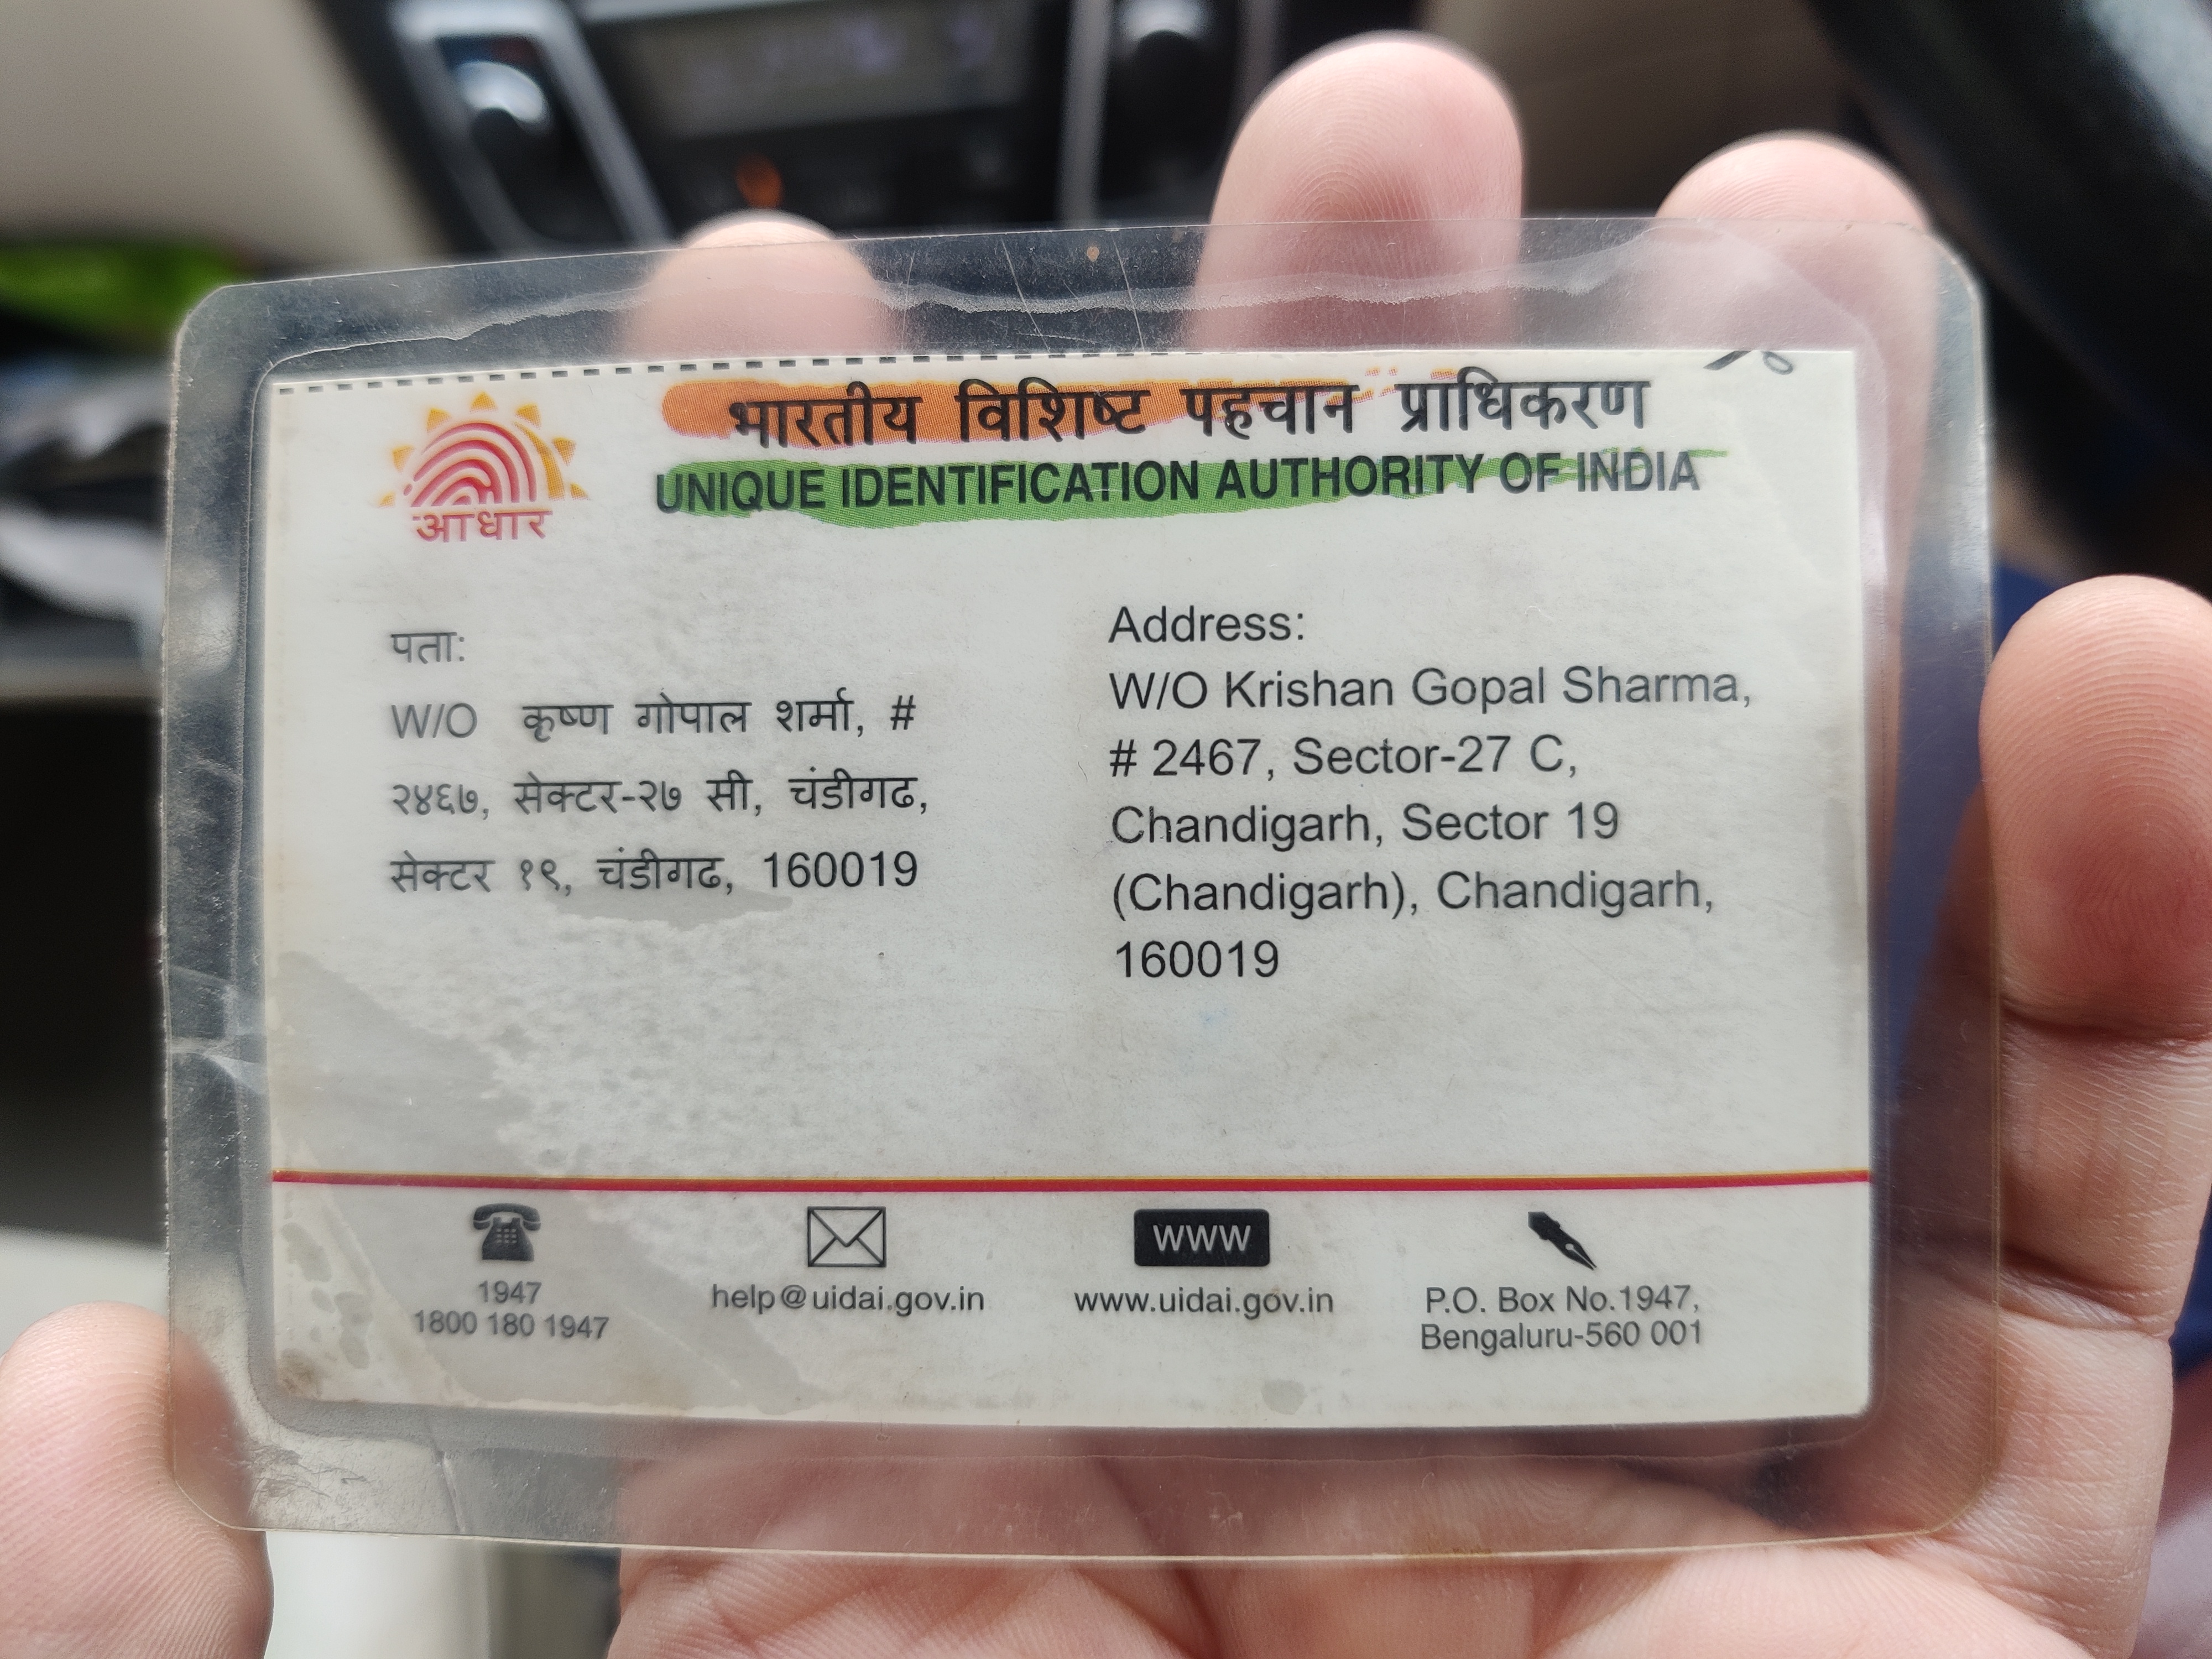 भारतीय विशिष्ट पहचान प्राधिकरण
UNIQUE IDENTIFICATION AUTHORITY OF INDIA
आधार
पता:
W/O कृष्ण गोपाल शर्मा, #
२४६७, सेक्टर-२७ सी, चंडीगढ,
सेक्टर १९, चंडीगढ, 160019
Address:
W/O Krishan Gopal Sharma,
# 2467, Sector-27 C,
Chandigarh, Sector 19
(Chandigarh), Chandigarh,
160019
1947
1800 180 1947
help@uidai.gov.in
www
www.uidai.gov.in
P.O. Box No.1947,
Bengaluru-560 001